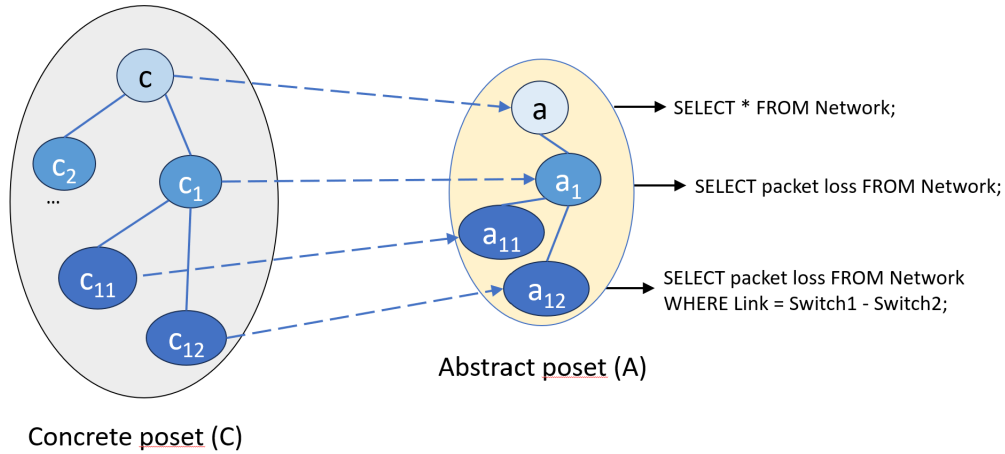 c
a
SELECT * FROM Network;
c2
...
c1
a1
SELECT packet loss FROM Network;
a11
c11
a12
SELECT packet loss FROM Network
WHERE Link = Switch1 - Switch2;
c12
Abstract poset (A)
Concrete poset (C)